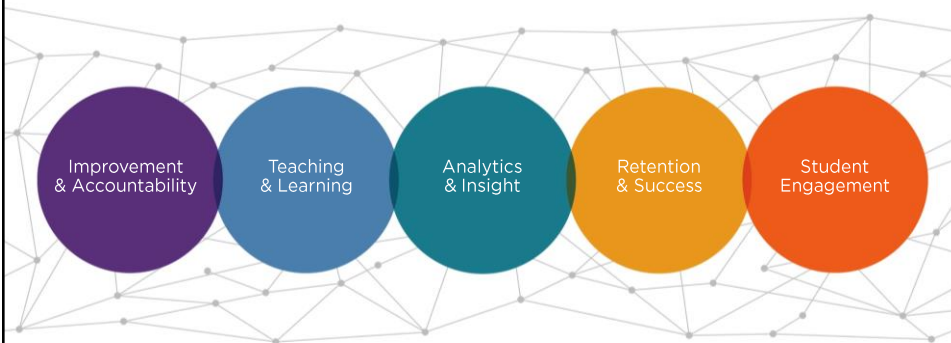 Improvement
& Accountability
Teaching
& Learning
Analytics
& Insight
Retention
& Success
Student
Engagement